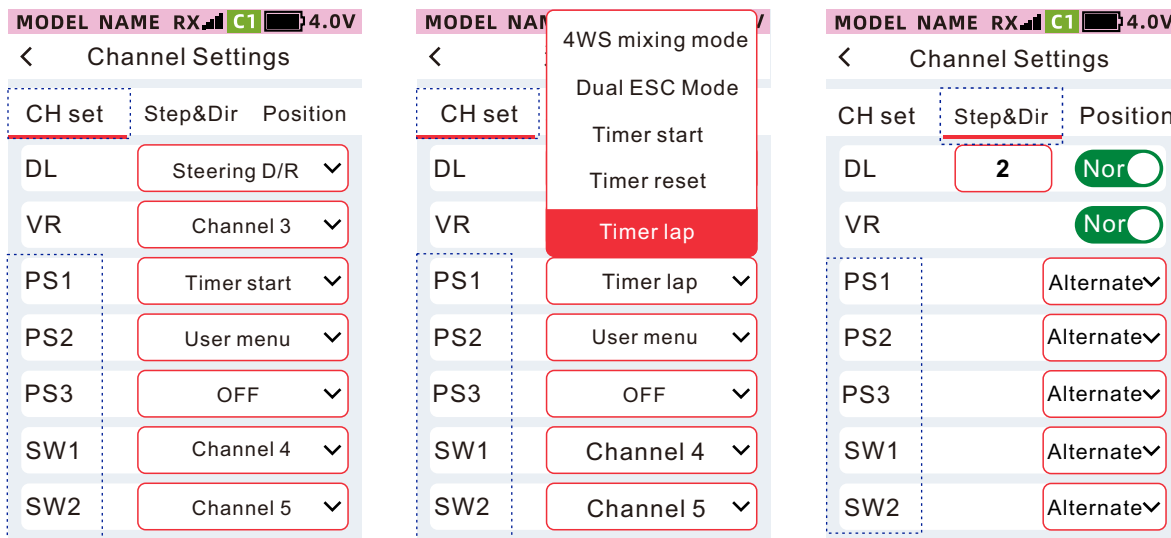 MODEL NAME RX C1 4.0V
Channel Settings
CH set Step&Dir Position
DL Steering D/R
VR Channel 3
PS1 Timer start
PS2 User menu
PS3 OFF
SW1 Channel 4
SW2 Channel 5
MODEL NAM V
4WS mixing mode
Dual ESC Mode
CH set
Timer start
DL
Timer reset
VR
Timer lap
PS1 Timer lap
PS2 User menu
PS3 OFF
SW1 Channel 4
SW2 Channel 5
MODEL NAME RX C1 4.0V
Channel Settings
CH set Step&Dir Position
DL 2 Nor
VR Nor
PS1 Alternate
PS2 Alternate
PS3 Alternate
SW1 Alternate
SW2 Alternate